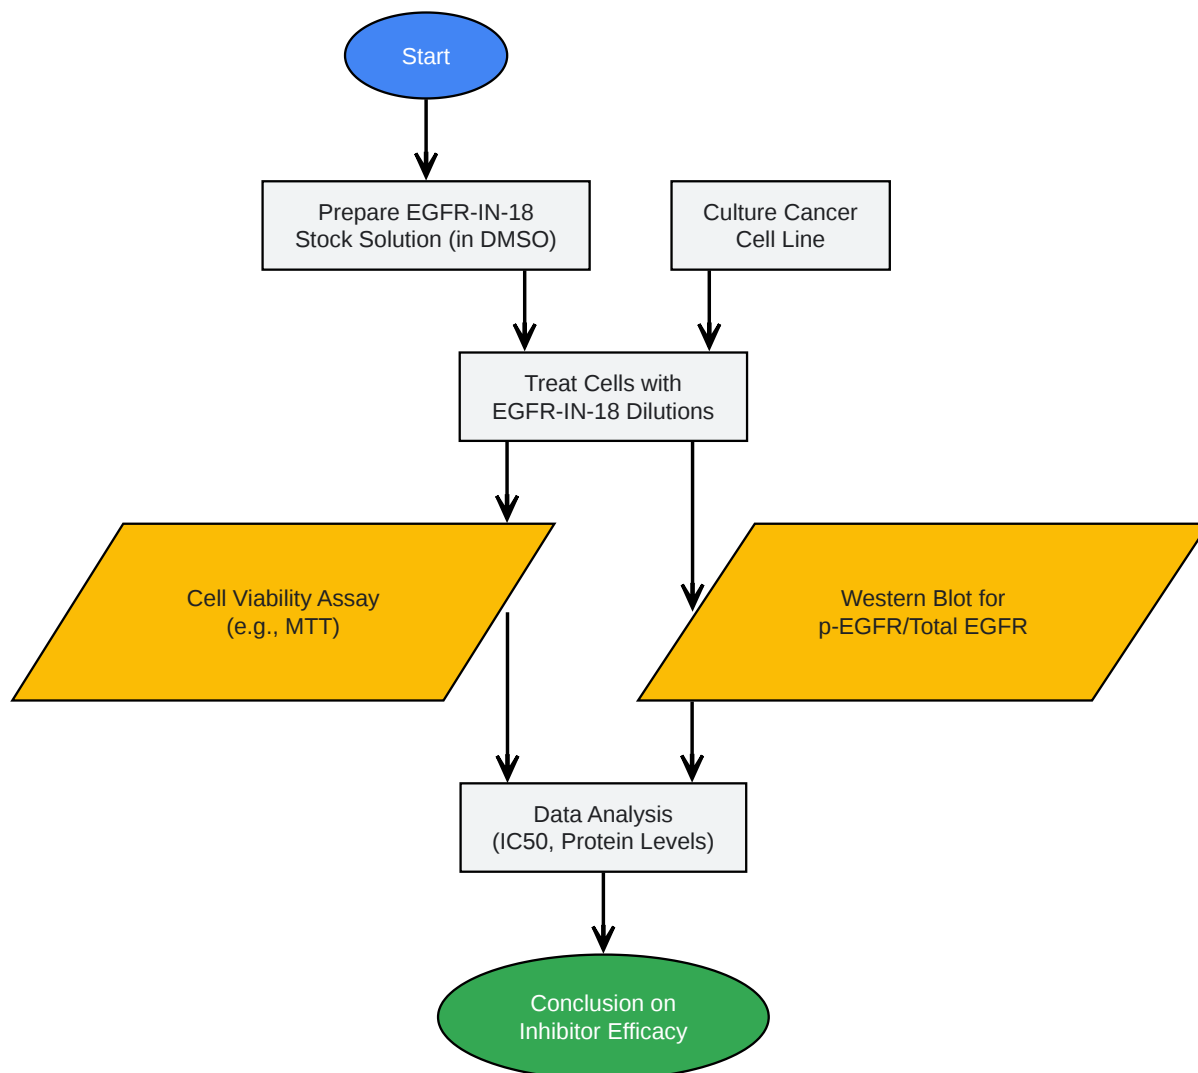 Start
Prepare EGFR-IN-18
Stock Solution (in DMSO)
Culture Cancer
Cell Line
Treat Cells with
EGFR-IN-18 Dilutions
Cell Viability Assay
(e.g., MTT)
Western Blot for
p-EGFR/Total EGFR
Data Analysis
(IC50, Protein Levels)
Conclusion on
Inhibitor Efficacy